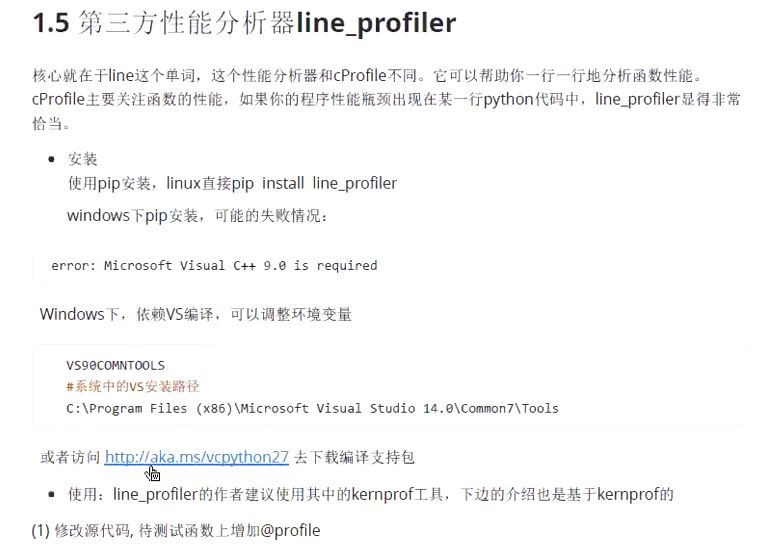 1.5 第三方性能分析器line_profiler
核心就在于line这个单词，这个性能分析器和cProfile不同。它可以帮助你一行一行地分析函数性能。
cProfile主要关注函数的性能，如果你的程序性能瓶颈出现在某一行python代码中，line_profiler显得非常
恰当。
• 安装
使用pip安装，linux直接pip install line_profiler
windows下pip安装，可能的失败情况：
error: Microsoft Visual C++ 9.0 is required
Windows下，依赖VS编译，可以调整环境变量
VS90COMNTOOLS
#系统中的VS安装路径
C:\Program Files (x86)\Microsoft Visual Studio 14.0\Common7\Tools
或者访问 http://aka.ms/vcpython27 去下载编译支持包
• 使用：line_profiler的作者建议使用其中的kernprof工具，下边的介绍也是基于kernprof的
(1) 修改源代码, 待测试函数上增加@profile